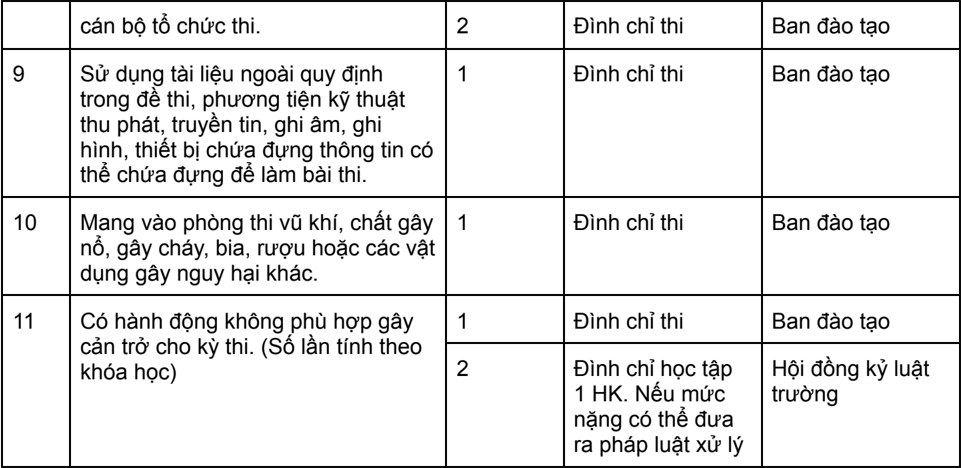 cán bộ tổ chức thi. 2 Đình chỉ thi Ban đào tạo
9 Sử dụng tài liệu ngoài quy định 1 Đình chỉ thi Ban đào tạo
trong đề thi, phương tiện kỹ thuật
thu phát, truyền tin, ghi âm, ghi
hình, thiết bị chứa đựng thông tin có
thể chứa đựng để làm bài thi.
10 Mang vào phòng thi vũ khí, chất gây 1 Đình chỉ thi Ban đào tạo
nổ, gây cháy, bia, rượu hoặc các vật
dụng gây nguy hại khác.
11 Có hành động không phù hợp gây 1 Đình chỉ thi Ban đào tạo
cản trở cho kỳ thi. (Số lần tính theo
khóa học) 2 Đình chỉ học tập Hội đồng kỷ luật
1 HK. Nếu mức trường
nặng có thể đưa
ra pháp luật xử lý